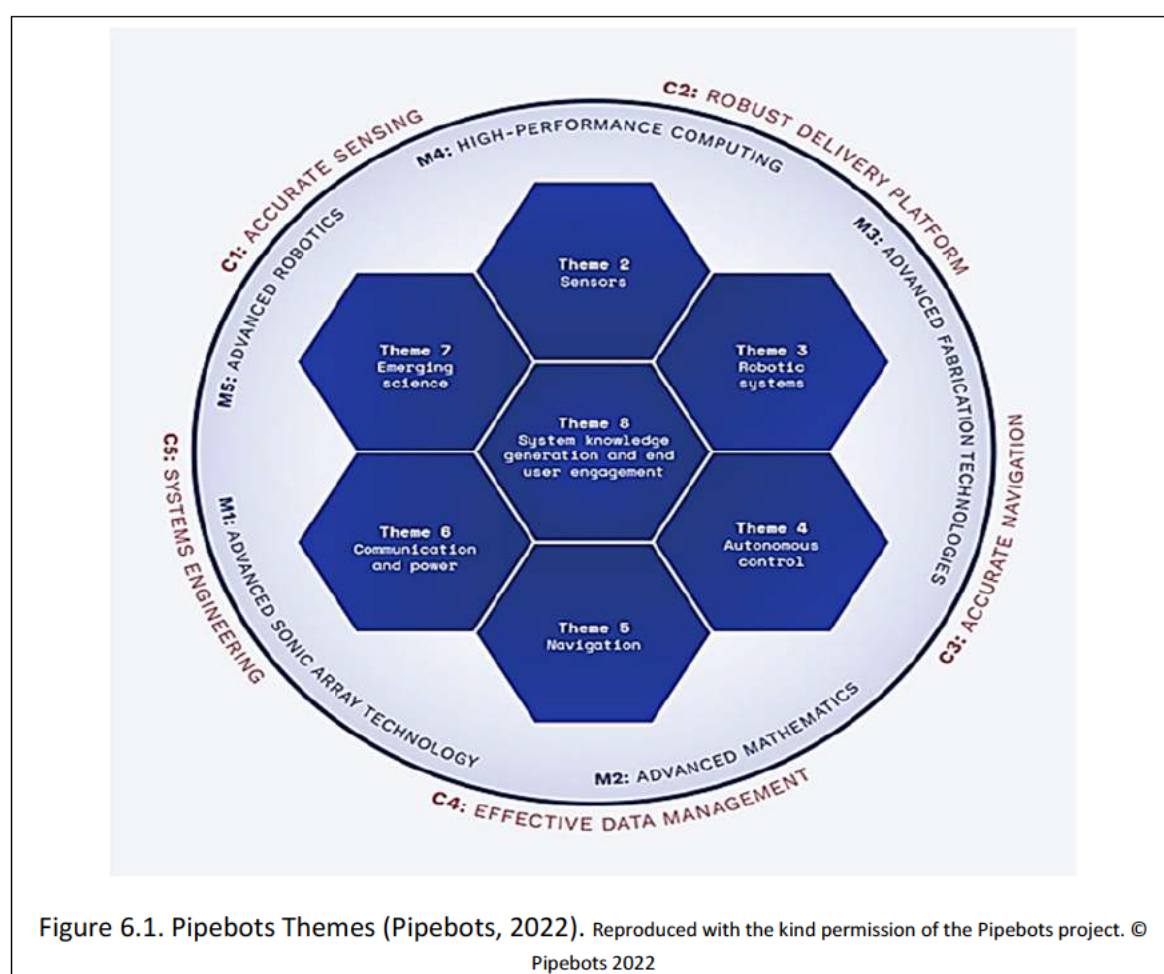 C1: ACCURATE SENSING
C2: ROBUST DELIVERY PLATFORM
M4: HIGH-PERFORMANCE COMPUTING
M5: ADVANCED ROBOTICS
M3: ADVANCED FABRICATION TECHNOLOGIES
Theme 2
Sensors
Theme 7
Emerging
science
Theme 3
Robotic
systems
Theme 8
System knowledge
generation and end
user engagement
Theme 6
Communication
and power
Theme 4
Autonomous
control
Theme 5
Navigation
C5: SYSTEMS ENGINEERING
M1: ADVANCED SONIC ARRAY TECHNOLOGY
C3: ACCURATE NAVIGATION
M2: ADVANCED MATHEMATICS
C4: EFFECTIVE DATA MANAGEMENT
Figure 6.1. Pipebots Themes (Pipebots, 2022). Reproduced with the kind permission of the Pipebots project. ©
Pipebots 2022